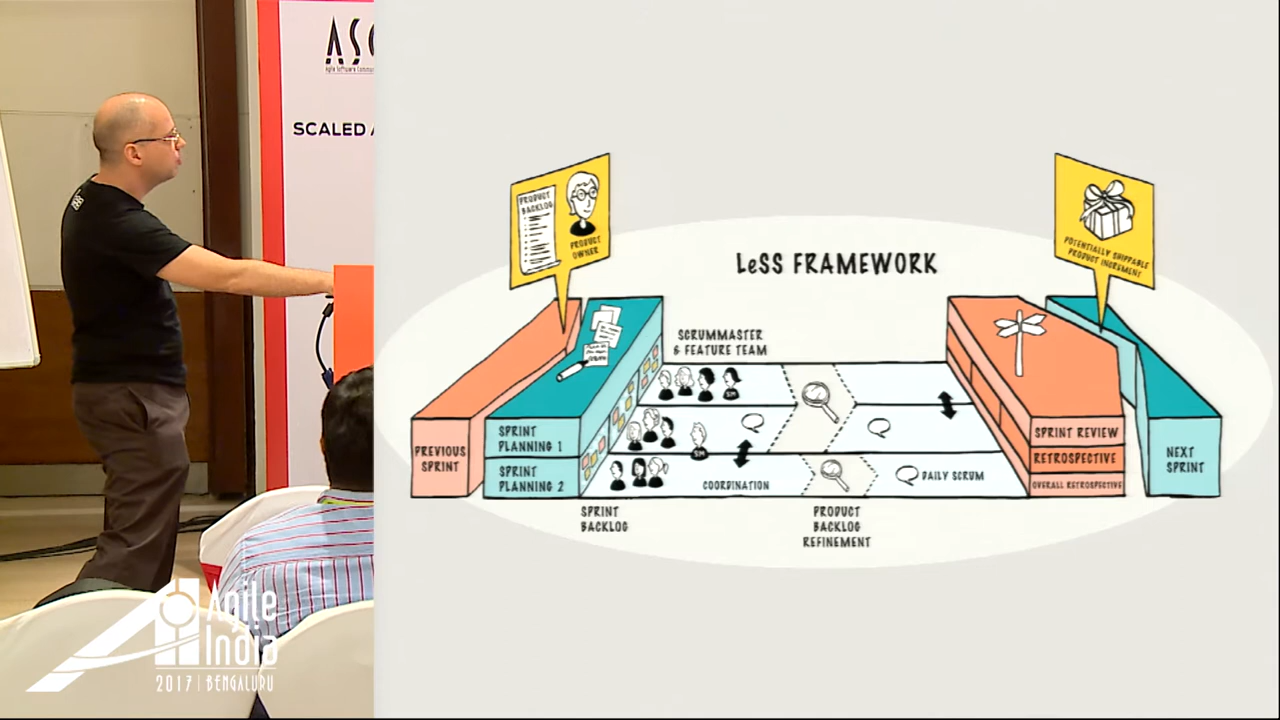 ASC
SCALED A
Agile
India
2017 | BENGALURU
LeSS FRAMEWORK
PRODUCT
BACKLOG
PRODUCT
OWNER
POTENTIALLY SHIPPABLE
PRODUCT INCREMENT
SCRUMMASTER
& FEATURE TEAM
SM
SM
PREVIOUS
SPRINT
SPRINT
PLANNING 1
SPRINT
PLANNING 2
COORDINATION
DAILY SCRUM
SPRINT REVIEW
RETROSPECTIVE
OVERALL RETROSPECTIVE
NEXT
SPRINT
SPRINT
BACKLOG
PRODUCT
BACKLOG
REFINEMENT